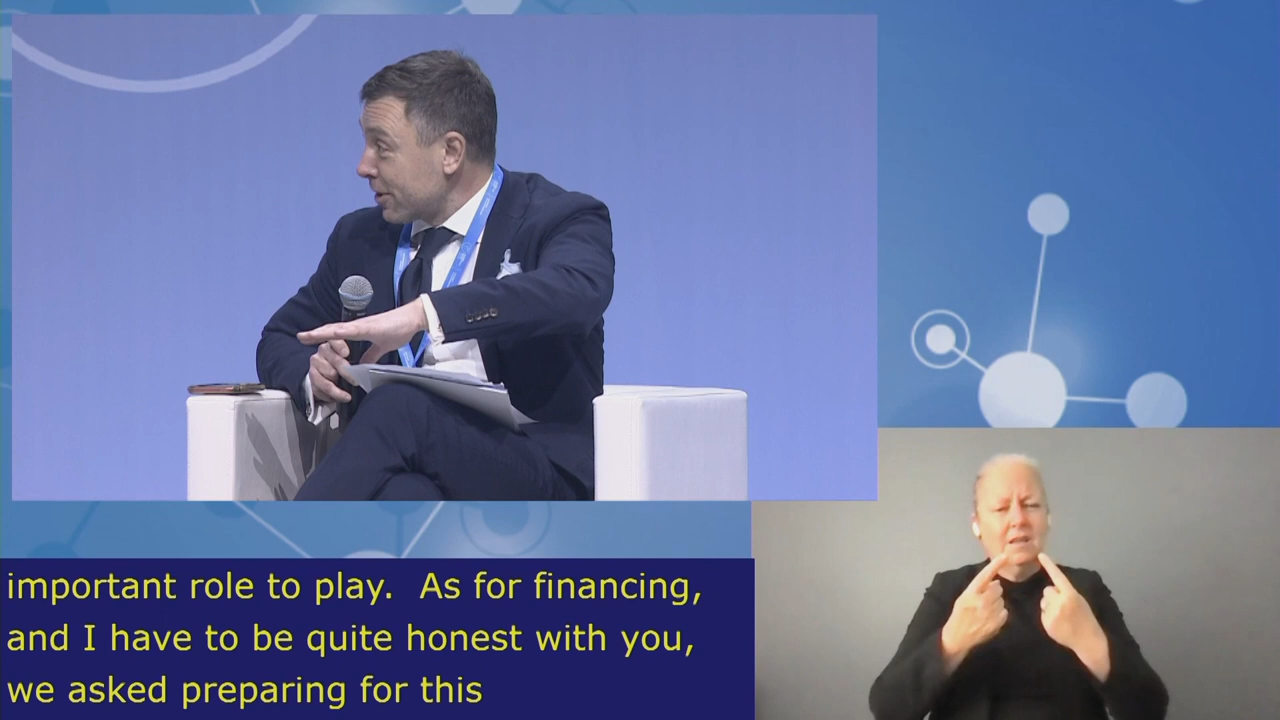 important role to play.  As for financing,
and I have to be quite honest with you,
we asked preparing for this